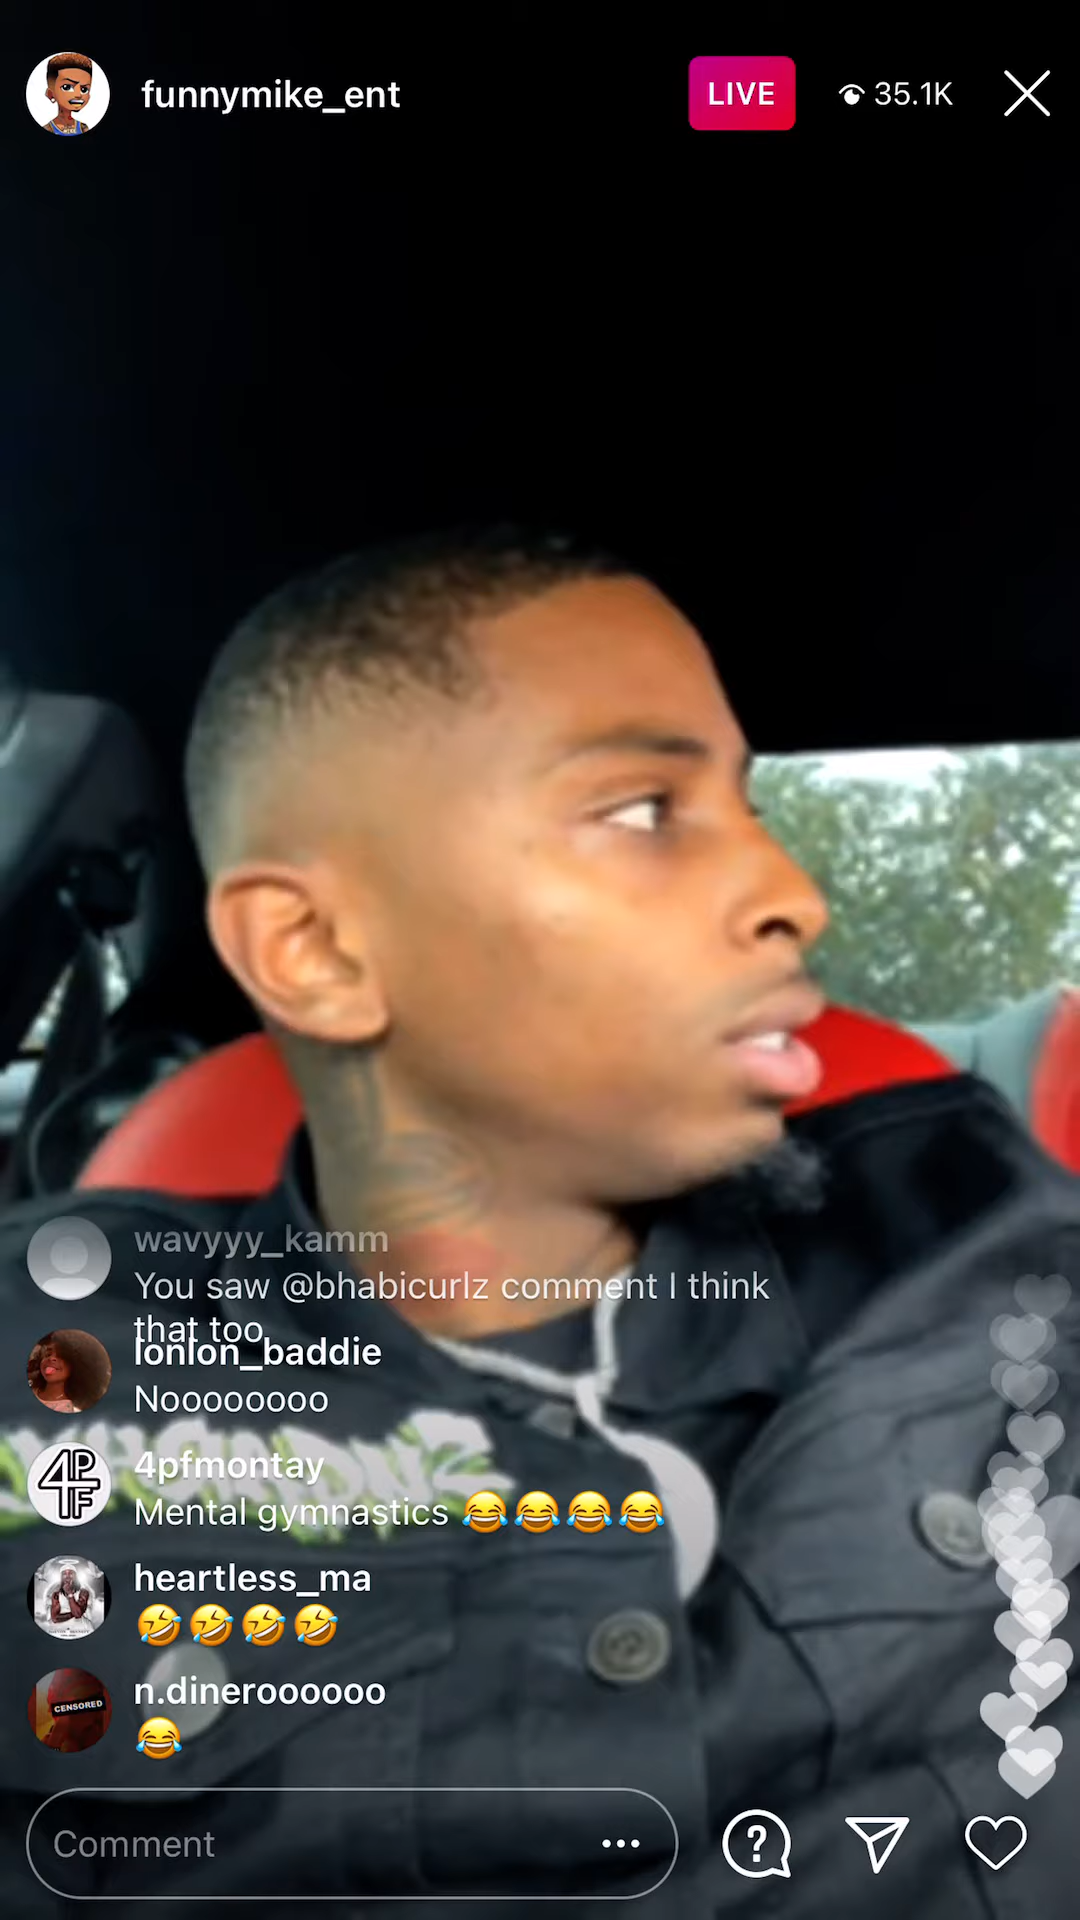 funnymike_ent
LIVE
35.1K
wavyyy_kamm
You saw @bhabicurlz comment I think
that too
lonlon_baddie
Noooooooo
4pfmontay
4PF
Mental gymnastics 😂😂😂😂
heartless_ma
🤣🤣🤣🤣
n.dineroooooo
CENSORED
😂
Comment